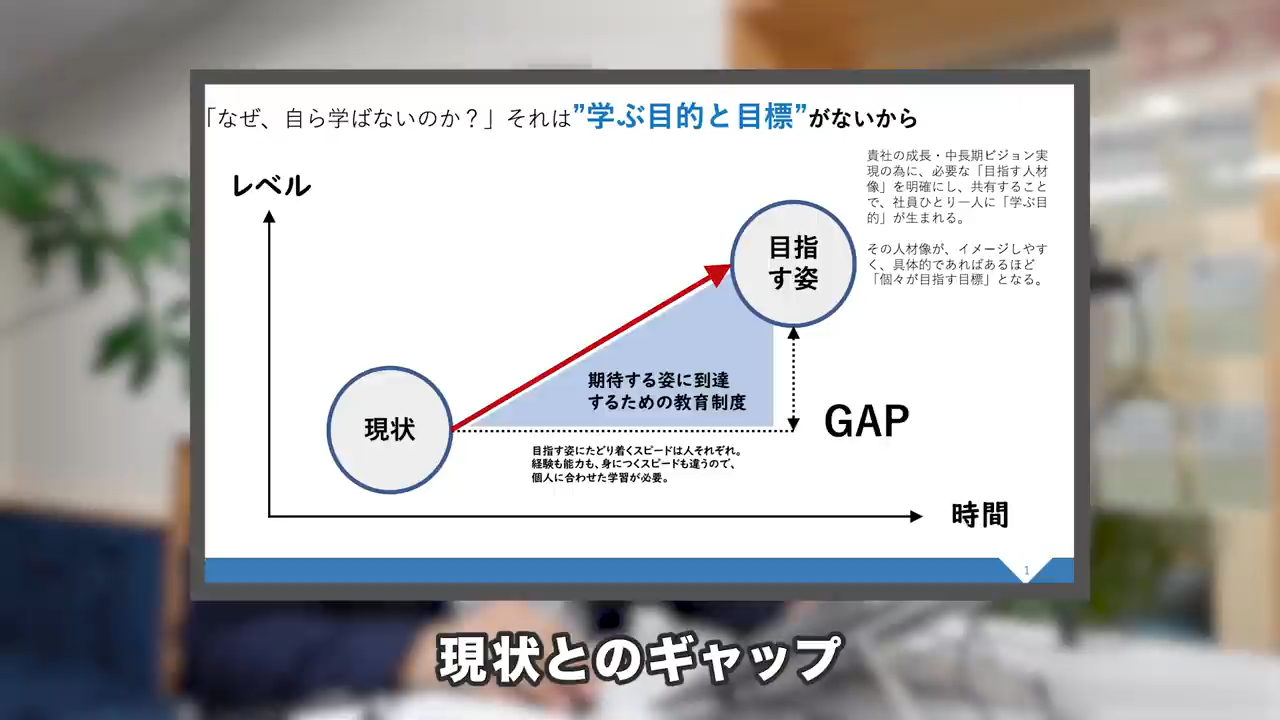 「なぜ、自ら学ばないのか？」それは”学ぶ目的と目標”がないから
レベル
貴社の成長・中長期ビジョン実
現の為に、必要な「目指す人材
像」を明確にし、共有すること
で、社員ひとり一人に「学ぶ目
的」が生まれる。
その人材像が、イメージしやす
く、具体的であればあるほど
「個々が目指す目標」となる。
目指
す姿
期待する姿に到達
するための教育制度
現状
GAP
目指す姿にたどり着くスピードは人それぞれ。
経験も能力も、身につくスピードも違うので、
個人に合わせた学習が必要。
時間
1
現状とのギャップ